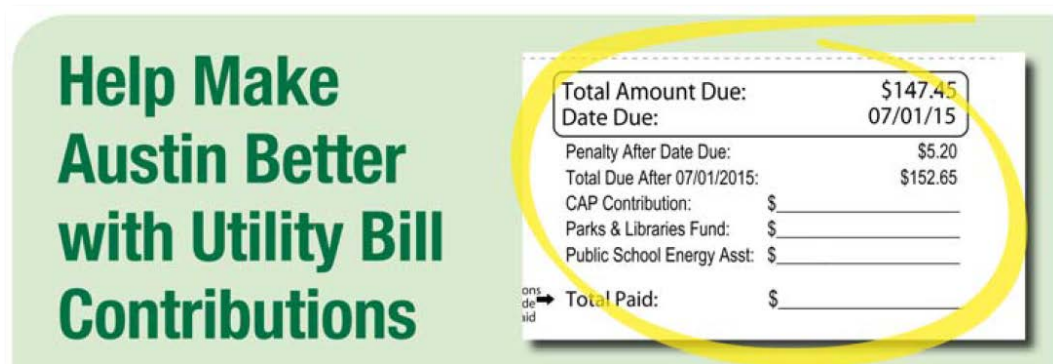 Help Make
Austin Better
with Utility Bill
Contributions
Total Amount Due: $147.45
Date Due: 07/01/15
Penalty After Date Due: $5.20
Total Due After 07/01/2015: $152.65
CAP Contribution: $
Parks & Libraries Fund: $
Public School Energy Asst: $
Total Paid: $